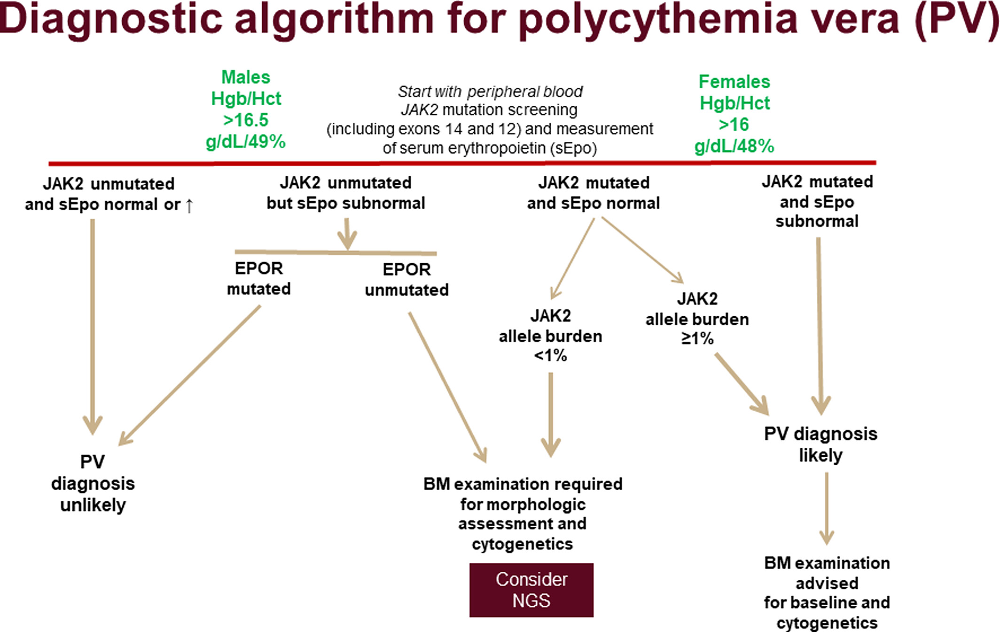 Diagnostic algorithm for polycythemia vera (PV)
Males
Hgb/Hct
>16.5
g/dL/49%
Start with peripheral blood
JAK2 mutation screening
(including exons 14 and 12) and measurement
of serum erythropoietin (sEpo)
Females
Hgb/Hct
>16
g/dL/48%
JAK2 unmutated
and sEpo normal or ↑
JAK2 unmutated
but sEpo subnormal
JAK2 mutated
and sEpo normal
JAK2 mutated
and sEpo
subnormal
EPOR
mutated
EPOR
unmutated
JAK2
allele burden
<1%
JAK2
allele burden
≥1%
PV
diagnosis
unlikely
BM examination required
for morphologic
assessment and
cytogenetics
Consider
NGS
PV diagnosis
likely
BM examination
advised
for baseline and
cytogenetics